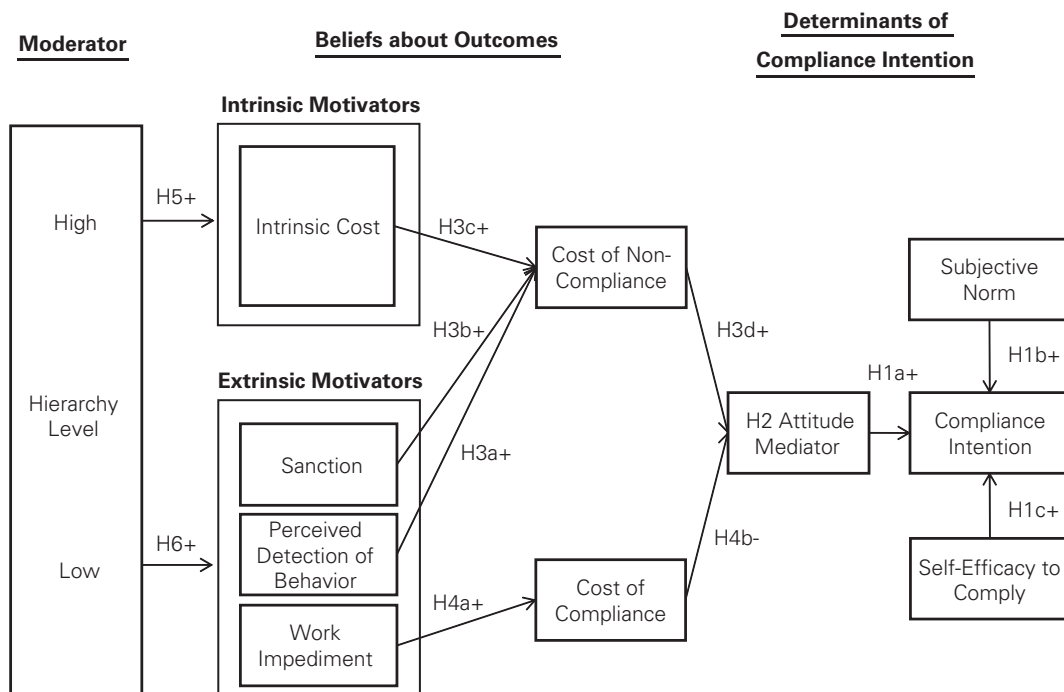 Moderator
Beliefs about Outcomes
Determinants of
Compliance Intention
Intrinsic Motivators
High
H5+
Intrinsic Cost
H3c+
Cost of Non-
Compliance
Subjective
Norm
H3b+
H3d+
H1b+
Extrinsic Motivators
H1a+
Hierarchy
Level
Sanction
H3a+
H2 Attitude
Mediator
Compliance
Intention
H6+
Low
Perceived
Detection of
Behavior
H4b-
H1c+
H4a+
Work
Impediment
Cost of
Compliance
Self-Efficacy to
Comply